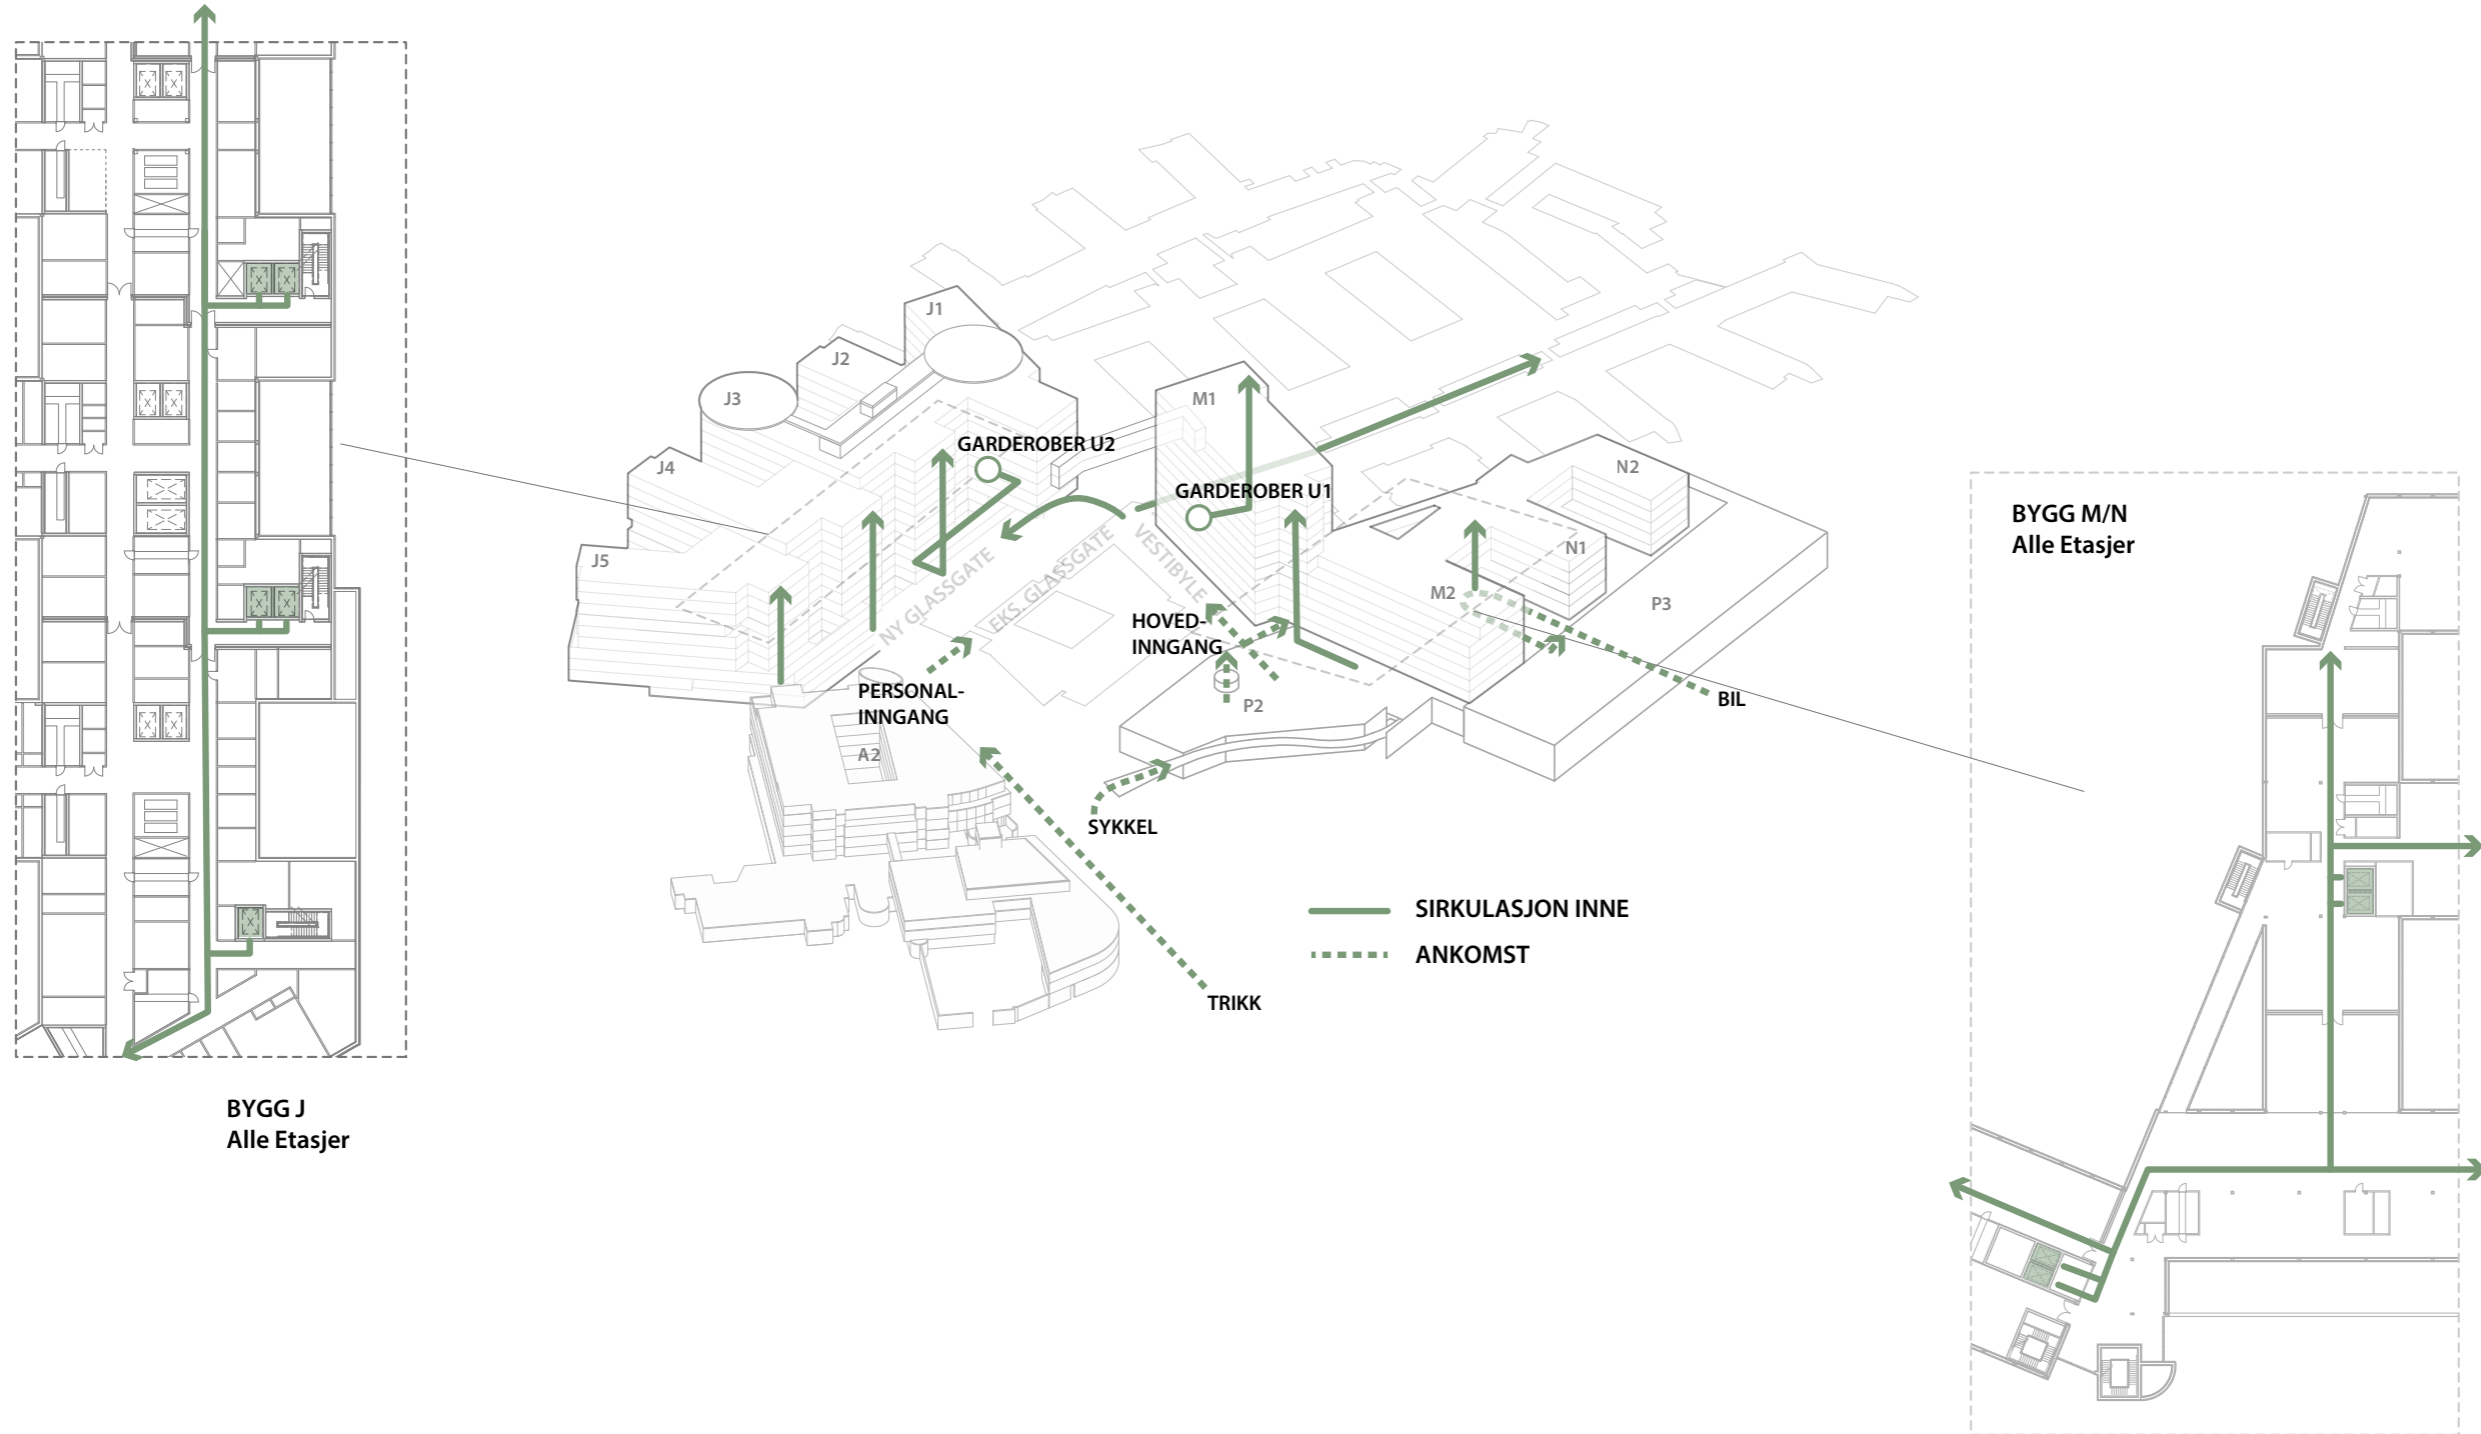 J1
J2
J3
M1
GARDEROBER U2
J4
N2
GARDEROBER U1
BYGG M/N
Alle Etasjer
J5
N1
NY GLASSGATE
EKS. GLASSGATE
VESTIBYLE
M2
P3
HOVED-
INNGANG
PERSONAL-
INNGANG
P2
BIL
A2
SYKKEL
SIRKULASJON INNE
ANKOMST
TRIKK
BYGG J
Alle Etasjer